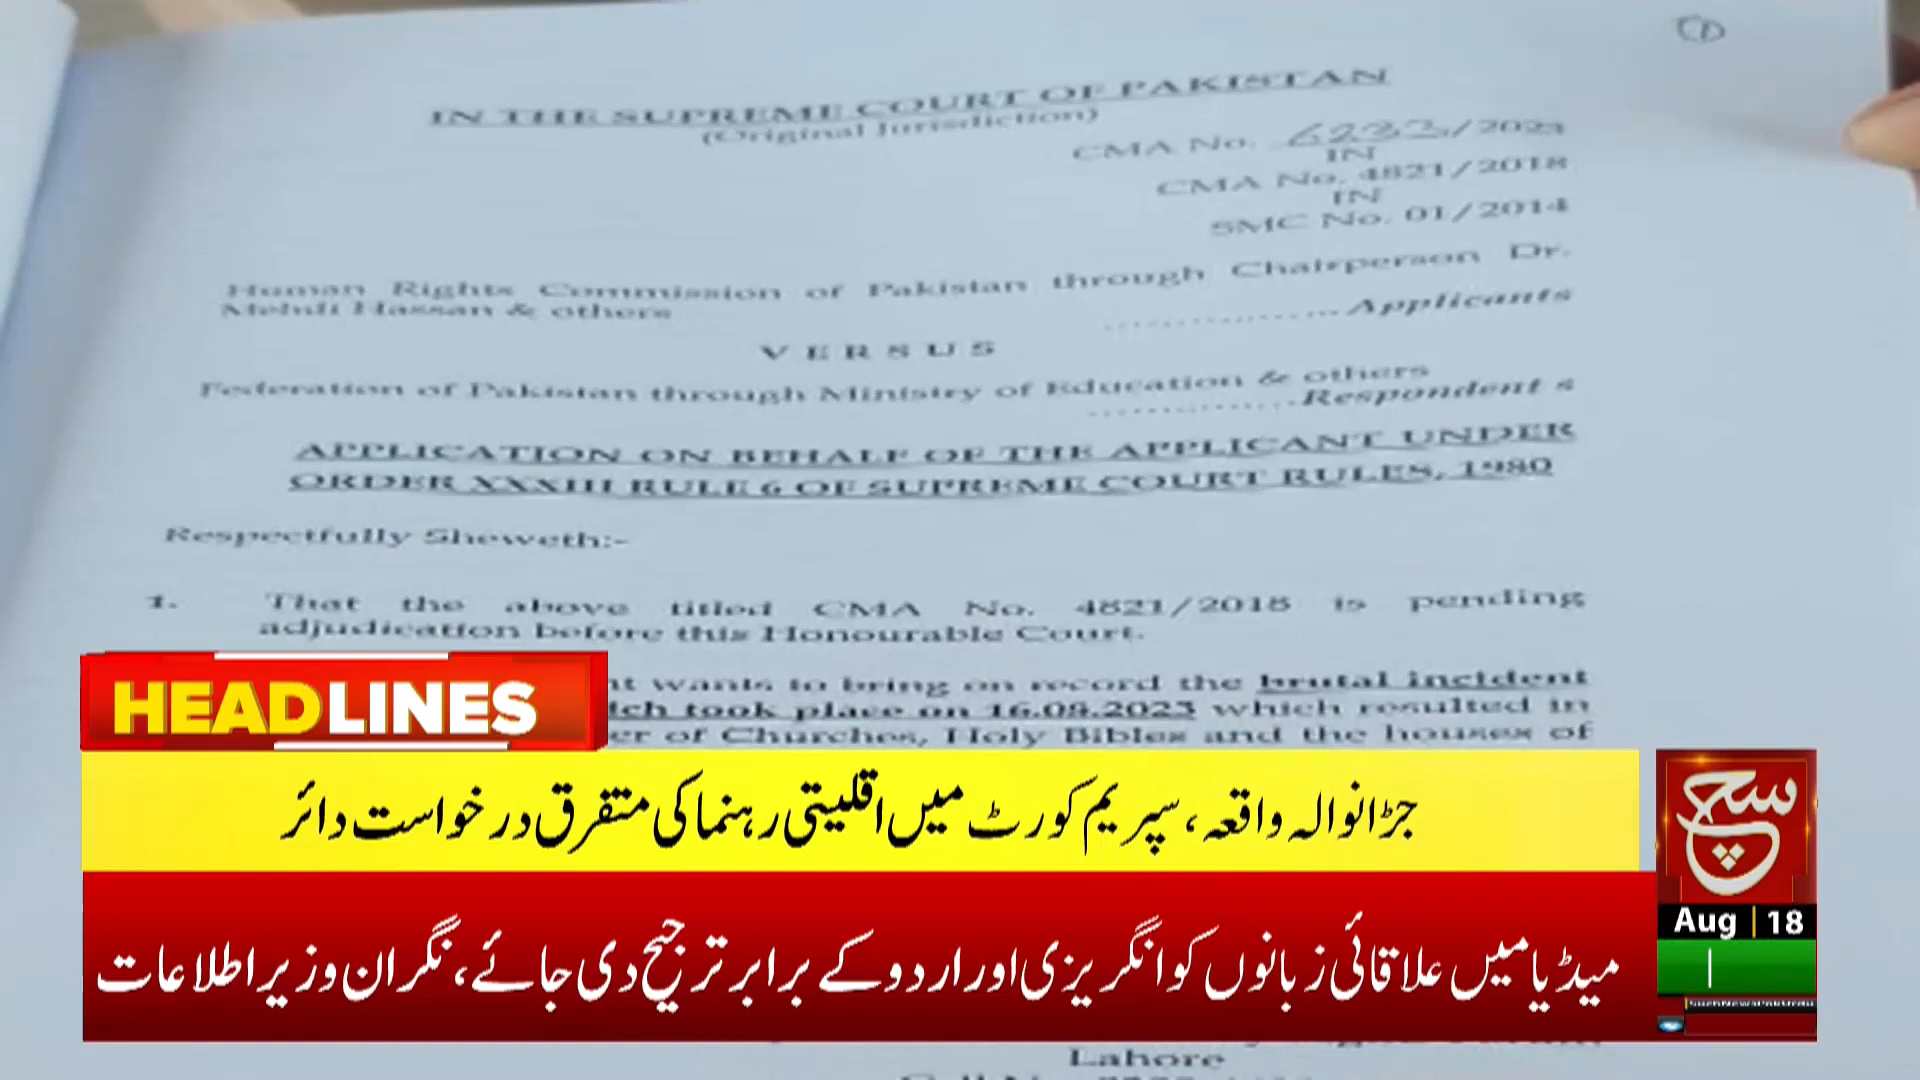 IN THE SUPREME COURT OF PAKISTAN
(Original Jurisdiction)
CMA No. 6233/2023
IN
CMA No. 4821/2018
IN
SMC No. 01/2014
Human Rights Commission of Pakistan through Chairperson Dr.
Mehdi Hassan & others
...Applicants
VERSUS
Federation of Pakistan through Ministry of Education & others
...Respondents
APPLICATION ON BEHALF OF THE APPLICANT UNDER
ORDER XXXIII RULE 6 OF SUPREME COURT RULES, 1980
Respectfully Sheweth:-
1. That the above titled CMA No. 4821/2018 is pending
adjudication before this Honourable Court.
wants to bring on record the brutal incident
took place on 16.08.2023 which resulted in
of Churches, Holy Bibles and the houses of
HEADLINES
جڑانوالہ واقعہ، سپریم کورٹ میں اقلیتی رہنما کی متفرق درخواست دائر
میڈیا میں علاقائی زبانوں کو انگریزی اور اردو کے برابر ترجیح دی جائے، نگران وزیر اطلاعات
سچ
Aug | 18
SuchNewsPakUrdu
Lahore